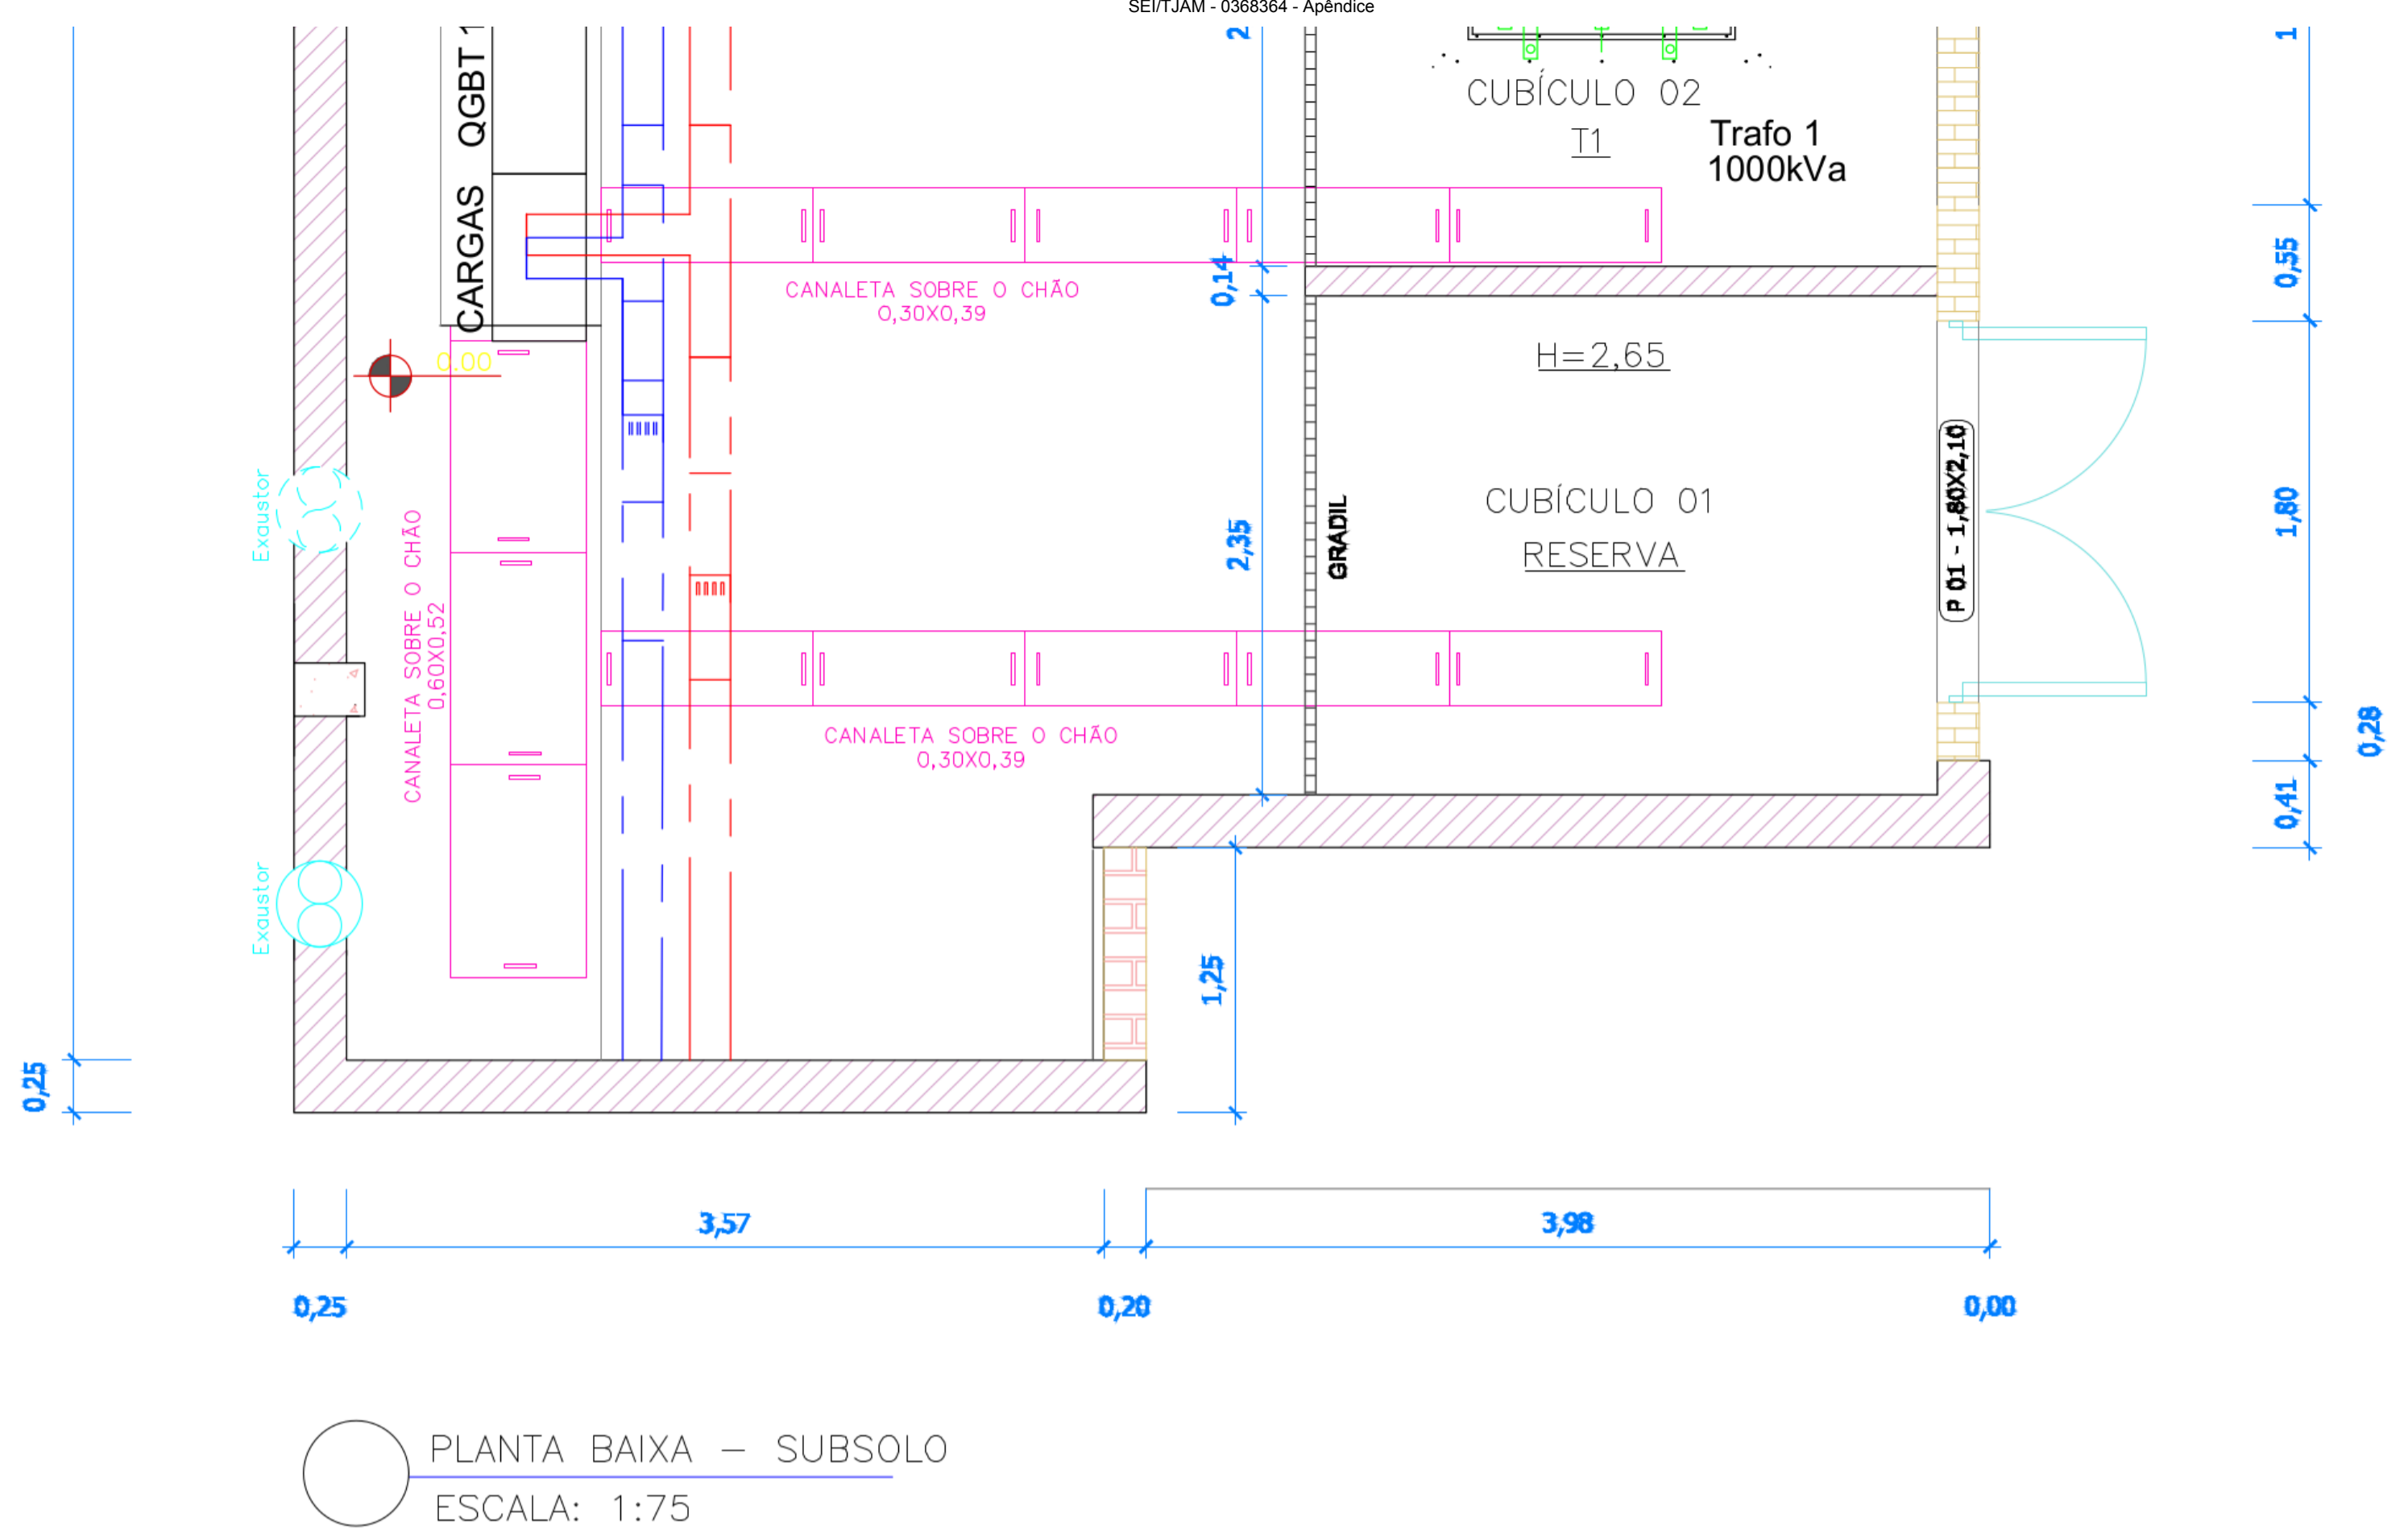 SEI/TJAM - 0368364 - Apêndice
2
1
CARGAS QGBT 1
CUBÍCULO 02
T1
Trafo 1
1000kVa
0,14
0,55
CANALETA SOBRE O CHÃO
0,30X0,39
0.00
H=2,65
Exaustor
CANALETA SOBRE O CHÃO
0,60X0,52
2,35
GRADIL
CUBÍCULO 01
RESERVA
P 01 - 1,80X2,10
1,80
CANALETA SOBRE O CHÃO
0,30X0,39
0,28
0,41
Exaustor
1,25
0,25
3,57
3,98
0,25
0,20
0,00
PLANTA BAIXA – SUBSOLO
ESCALA: 1:75